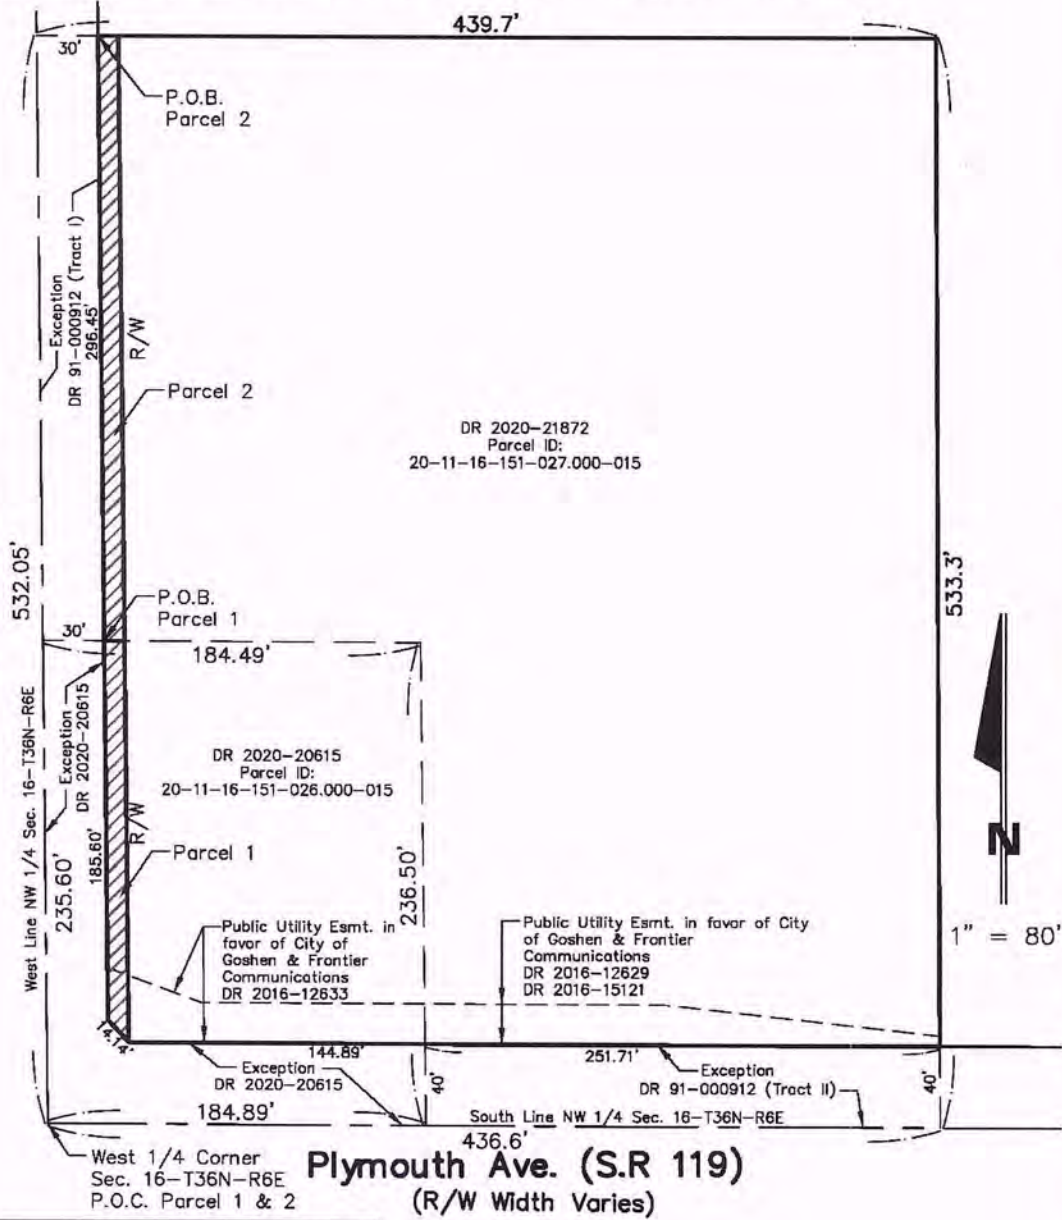 439.7'
30'
P.O.B.
Parcel 2
Exception
DR 91-000912 (Tract I)
296.45'
R/W
Parcel 2
DR 2020-21872
Parcel ID:
20-11-16-151-027.000-015
532.05'
533.3'
P.O.B.
Parcel 1
30'
184.49'
West Line NW 1/4 Sec. 16-T36N-R6E
Exception
DR 2020-20615
DR 2020-20615
Parcel ID:
20-11-16-151-026.000-015
R/W
185.60'
235.60'
Parcel 1
236.50'
N
1" = 80'
Public Utility Esmt. in
favor of City of
Goshen & Frontier
Communications
DR 2016-12633
Public Utility Esmt. in favor of City
of Goshen & Frontier
Communications
DR 2016-12629
DR 2016-15121
14.14'
144.89'
251.71'
Exception
DR 2020-20615
40'
Exception
DR 91-000912 (Tract II)
40'
184.89'
South Line NW 1/4 Sec. 16-T36N-R6E
436.6'
West 1/4 Corner
Sec. 16-T36N-R6E
P.O.C. Parcel 1 & 2
Plymouth Ave. (S.R 119)
(R/W Width Varies)